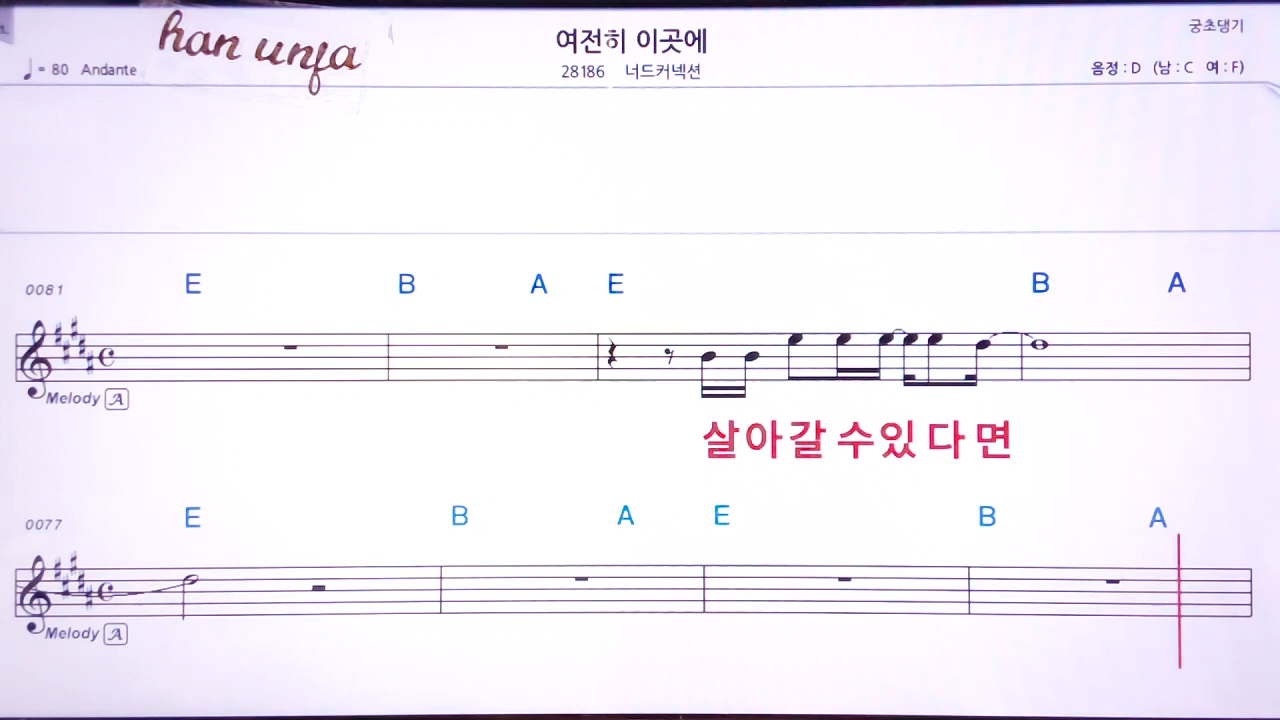 han unja
여전히 이곳에
궁초댕기
♩= 80 Andante
28186 너드커넥션
음정 : D (남 : C 여 : F)
0081
E B A E B A
Melody A
살아갈 수있 다 면
0077
E B A E B A
Melody A